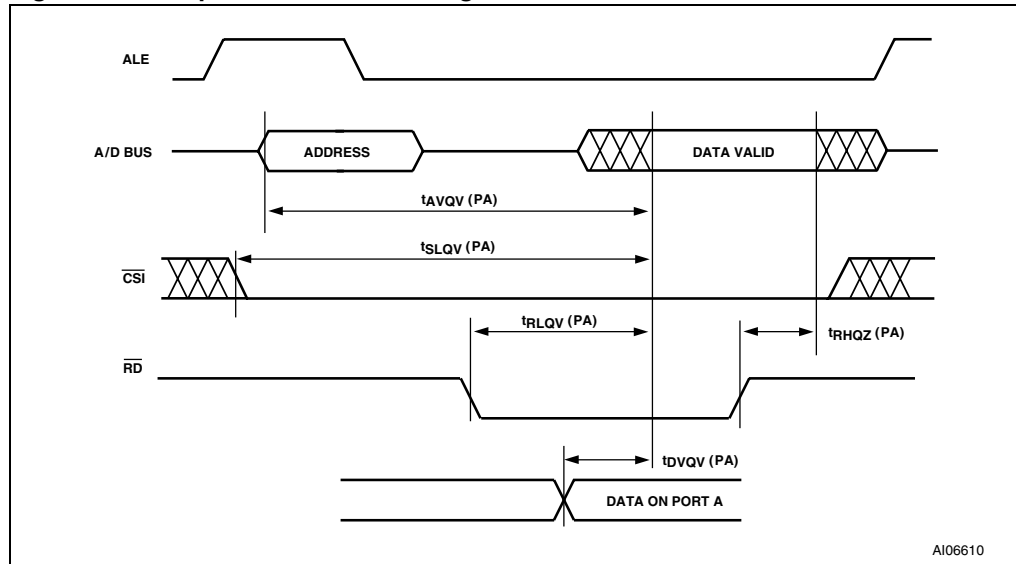 ALE
A/D BUS
ADDRESS
DATA VALID
tAVQV (PA)
tSLQV (PA)
CSI
tRLQV (PA)
tRHQZ (PA)
RD
tDVQV (PA)
DATA ON PORT A
AI06610